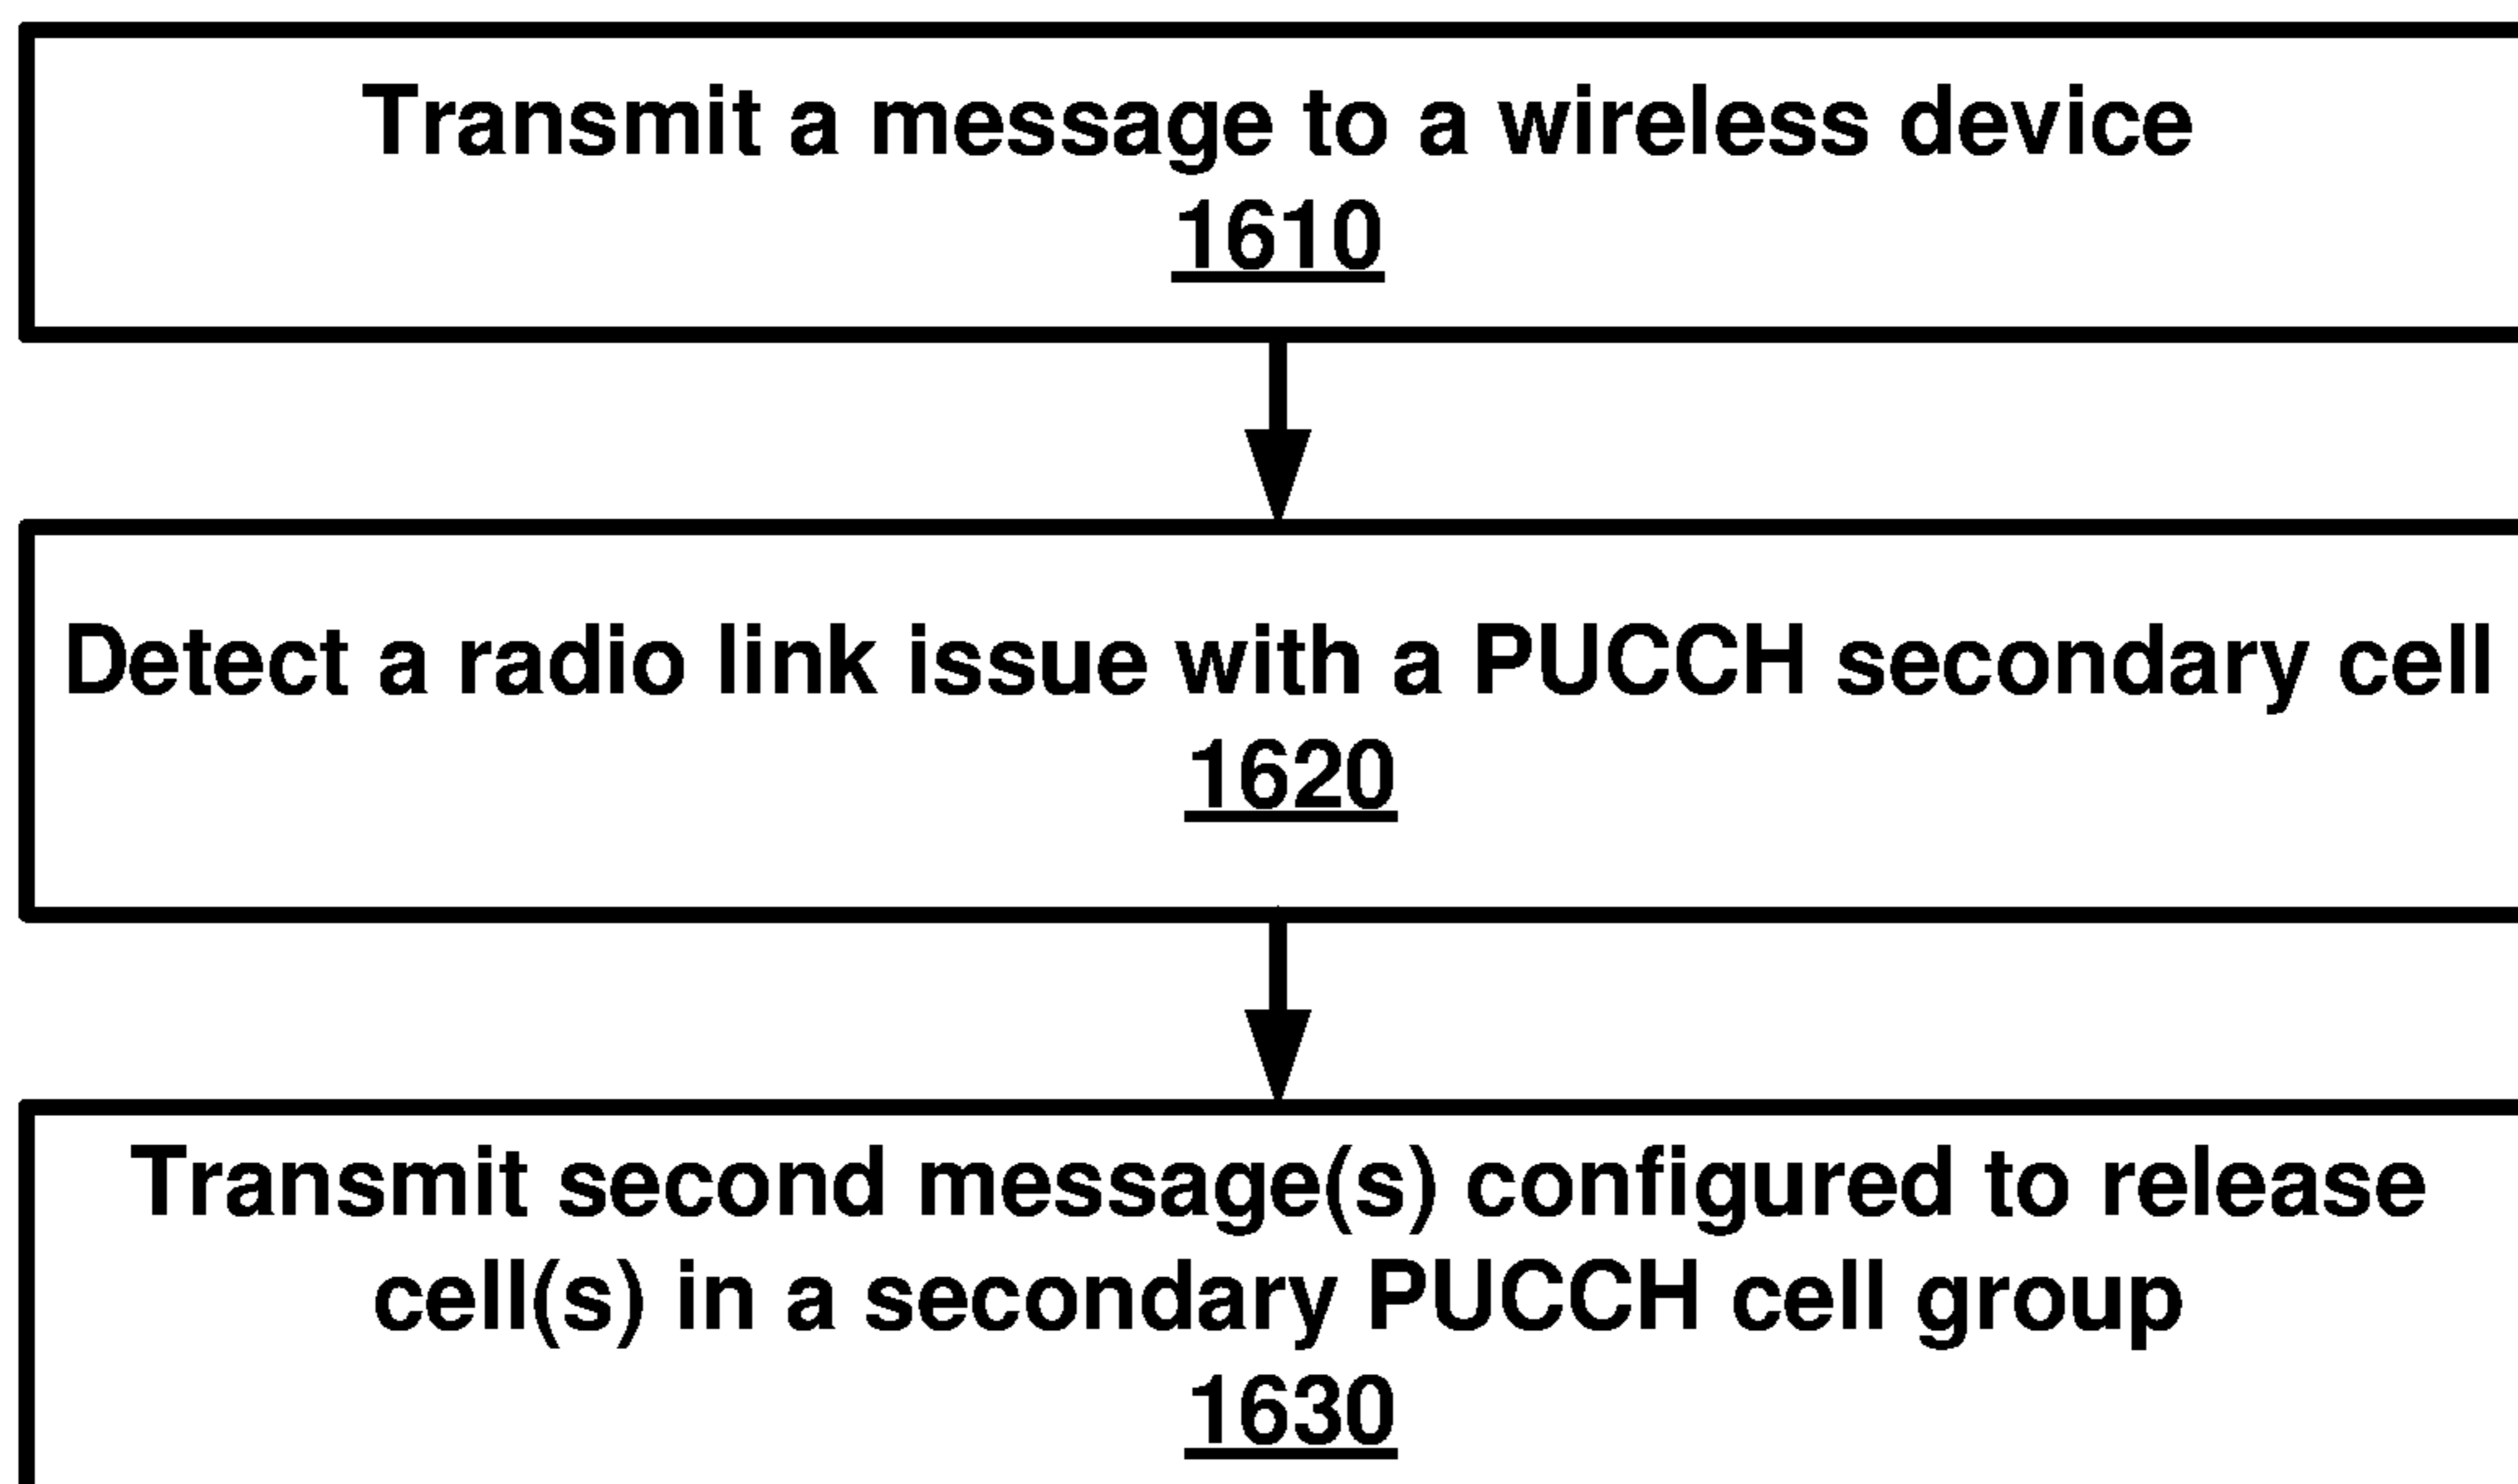 Transmit a message to a wireless device
1610
Detect a radio link issue with a PUCCH secondary cell
1620
Transmit second message(s) configured to release
cell(s) in a secondary PUCCH cell group
1630